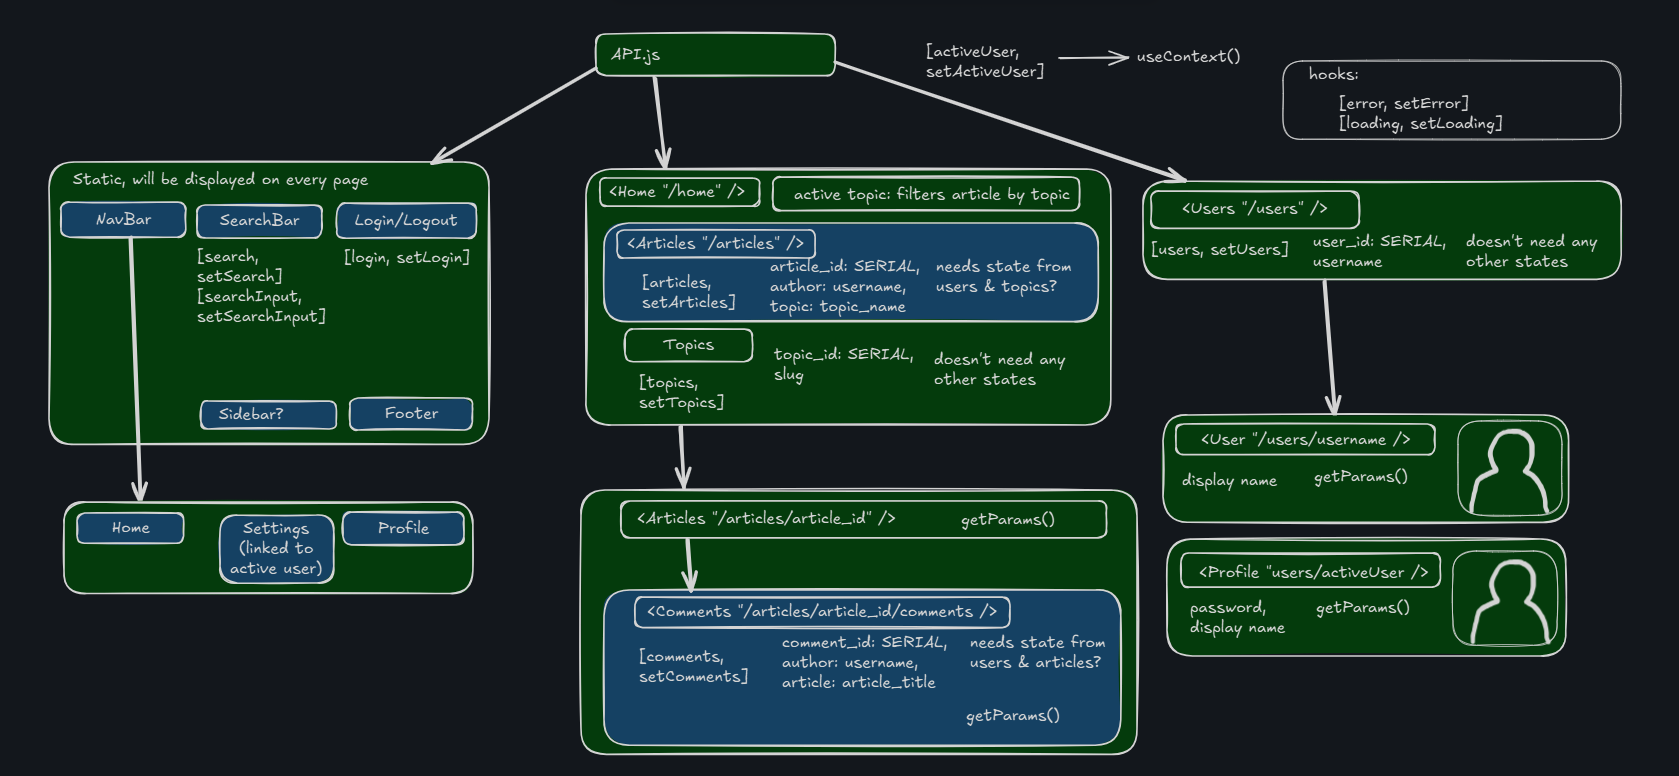 API.js
[activeUser,
setActiveUser]
useContext()
hooks:
[error, setError]
[loading, setLoading]
Static, will be displayed on every page
NavBar
SearchBar
Login/Logout
[search,
setSearch]
[searchInput,
setSearchInput]
[login, setLogin]
Sidebar?
Footer
Home
Settings
(linked to
active user)
Profile
<Home "/home" />
active topic: filters article by topic
<Articles "/articles" />
[articles,
setArticles]
article_id: SERIAL,
author: username,
topic: topic_name
needs state from
users & topics?
Topics
[topics,
setTopics]
topic_id: SERIAL,
slug
doesn't need any
other states
<Articles "/articles/article_id" />
getParams()
<Comments "/articles/article_id/comments />
[comments,
setComments]
comment_id: SERIAL,
author: username,
article: article_title
needs state from
users & articles?
getParams()
<Users "/users" />
[users, setUsers]
user_id: SERIAL,
username
doesn't need any
other states
<User "/users/username />
display name
getParams()
<Profile "users/activeUser />
password,
display name
getParams()